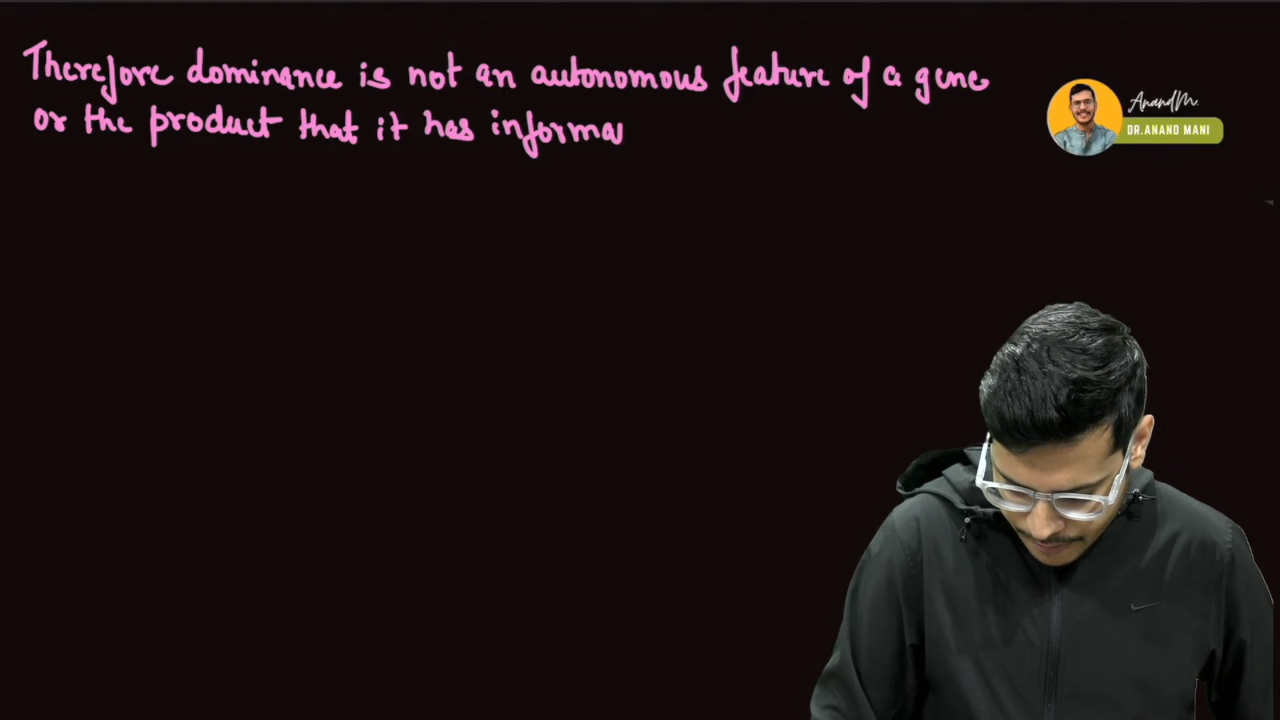 Therefore dominance is not an autonomous feature of a gene
or the product that it has informa
AnandM.
DR.ANAND MANI